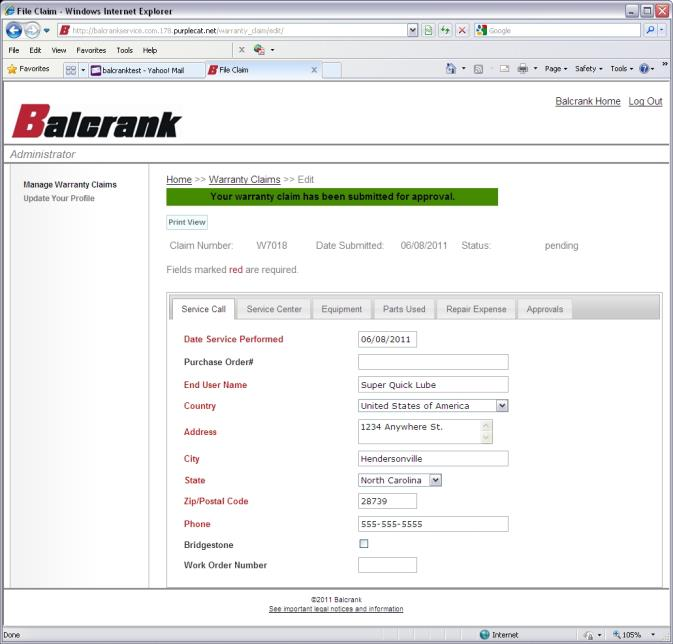 File Claim - Windows Internet Explorer
http://balcrankservice.com.178.purplecat.net/warranty_claim/edit/
Google
File Edit View Favorites Tools Help
Favorites
balcranktest - Yahoo! Mail
File Claim
Page Safety Tools
Balcrank Home Log Out
Balcrank
Administrator
Manage Warranty Claims
Update Your Profile
Home >> Warranty Claims >> Edit
Your warranty claim has been submitted for approval.
Print View
Claim Number: W7018 Date Submitted: 06/08/2011 Status: pending
Fields marked red are required.
Service Call Service Center Equipment Parts Used Repair Expense Approvals
Date Service Performed 06/08/2011
Purchase Order#
End User Name Super Quick Lube
Country United States of America
Address 1234 Anywhere St.
City Hendersonville
State North Carolina
Zip/Postal Code 28739
Phone 555-555-5555
Bridgestone
Work Order Number
©2011 Balcrank
See important legal notices and information
Done Internet 105%